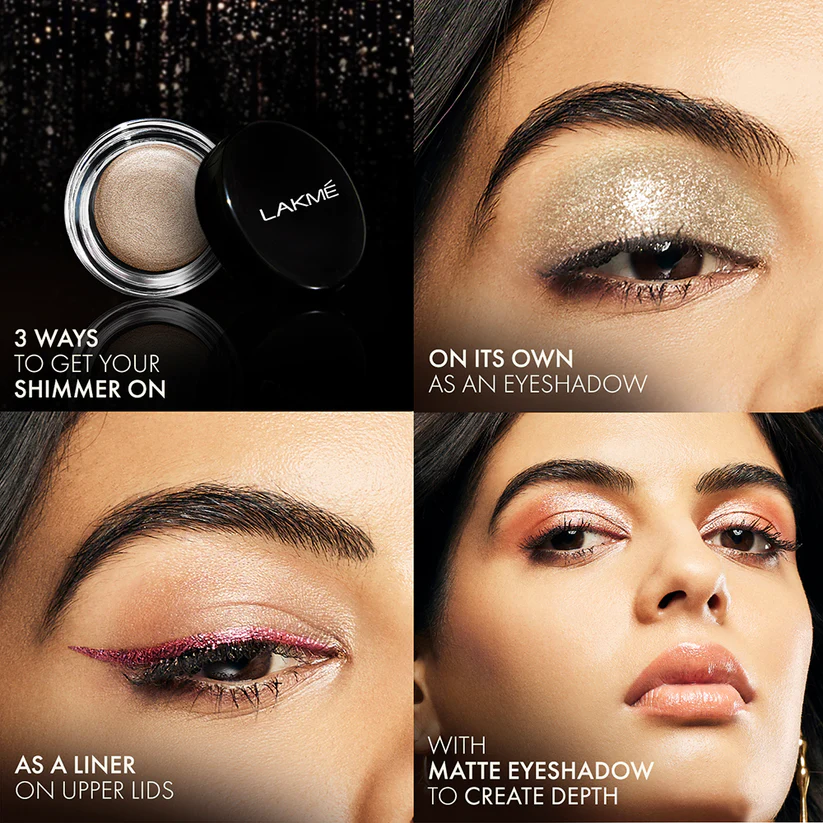 LAKMÉ
3 WAYS
TO GET YOUR
SHIMMER ON
ON ITS OWN
AS AN EYESHADOW
AS A LINER
ON UPPER LIDS
WITH
MATTE EYESHADOW
TO CREATE DEPTH